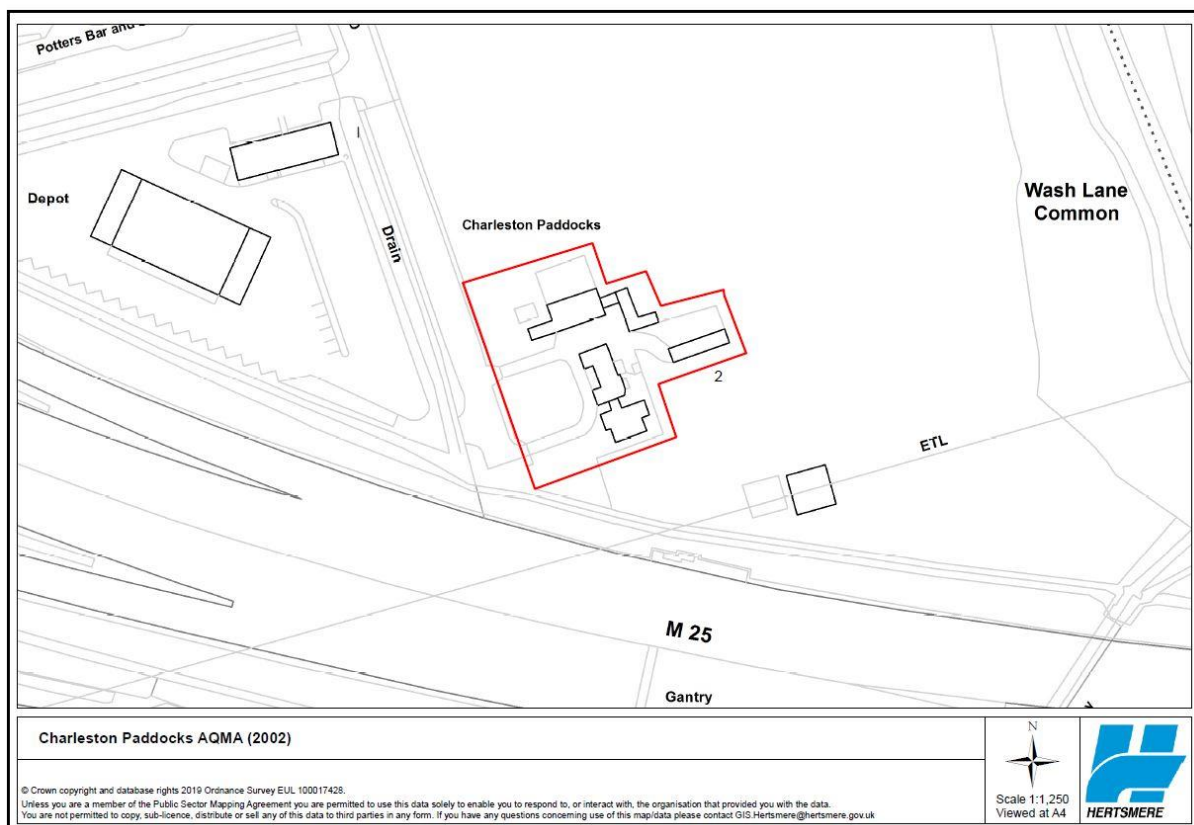 Potters Bar and
Depot
Drain
Charleston Paddocks
Wash Lane
Common
2
ETL
M 25
Gantry
Charleston Paddocks AQMA (2002)
© Crown copyright and database rights 2019 Ordnance Survey EUL 100017428.
Unless you are a member of the Public Sector Mapping Agreement you are permitted to use this data solely to enable you to respond to, or interact with, the organisation that provided you with the data.
You are not permitted to copy, sub-licence, distribute or sell any of this data to third parties in any form. If you have any questions concerning use of this map/data please contact GIS.Hertsmere@hertsmere.gov.uk
N
Scale 1:1,250
Viewed at A4
HERTSMERE